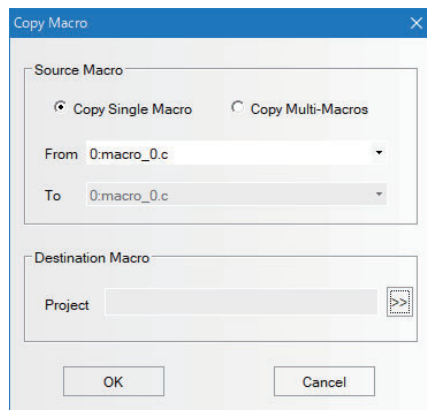 Copy Macro
Source Macro
Copy Single Macro Copy Multi-Macros
From 0:macro_0.c
To 0:macro_0.c
Destination Macro
Project >>
OK Cancel